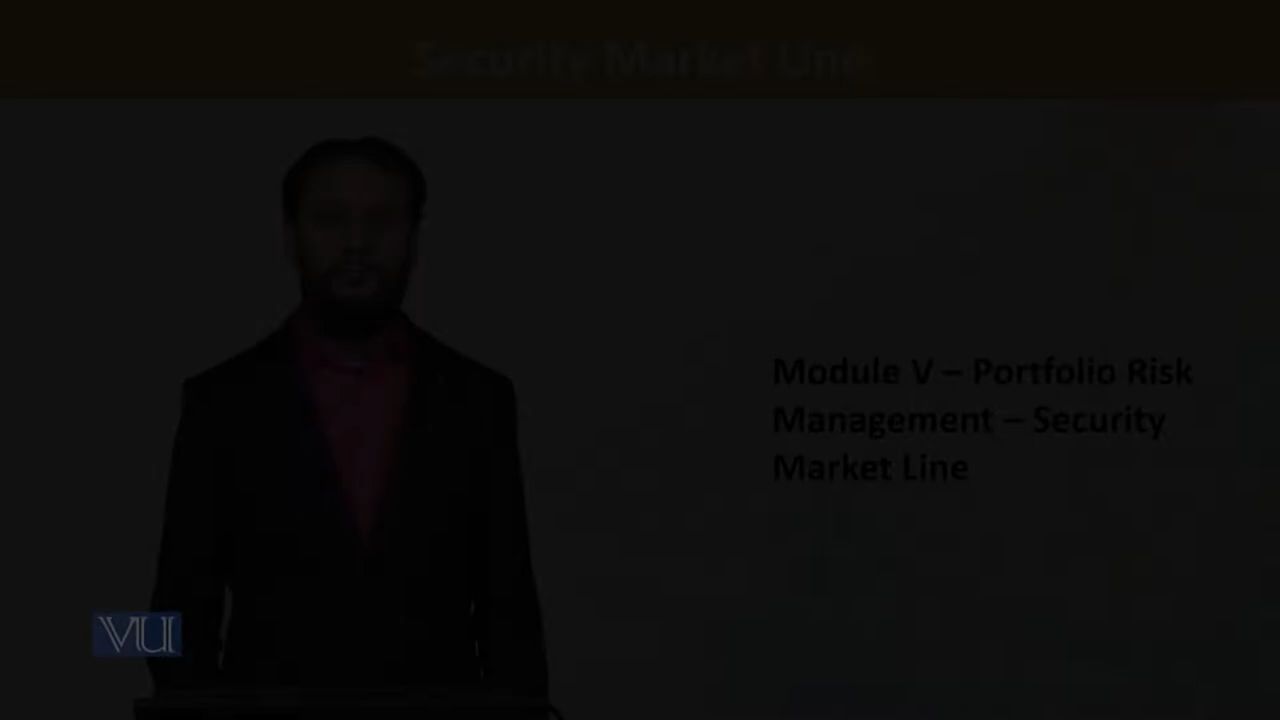 Security Market Line
Module V – Portfolio Risk
Management – Security
Market Line
VU